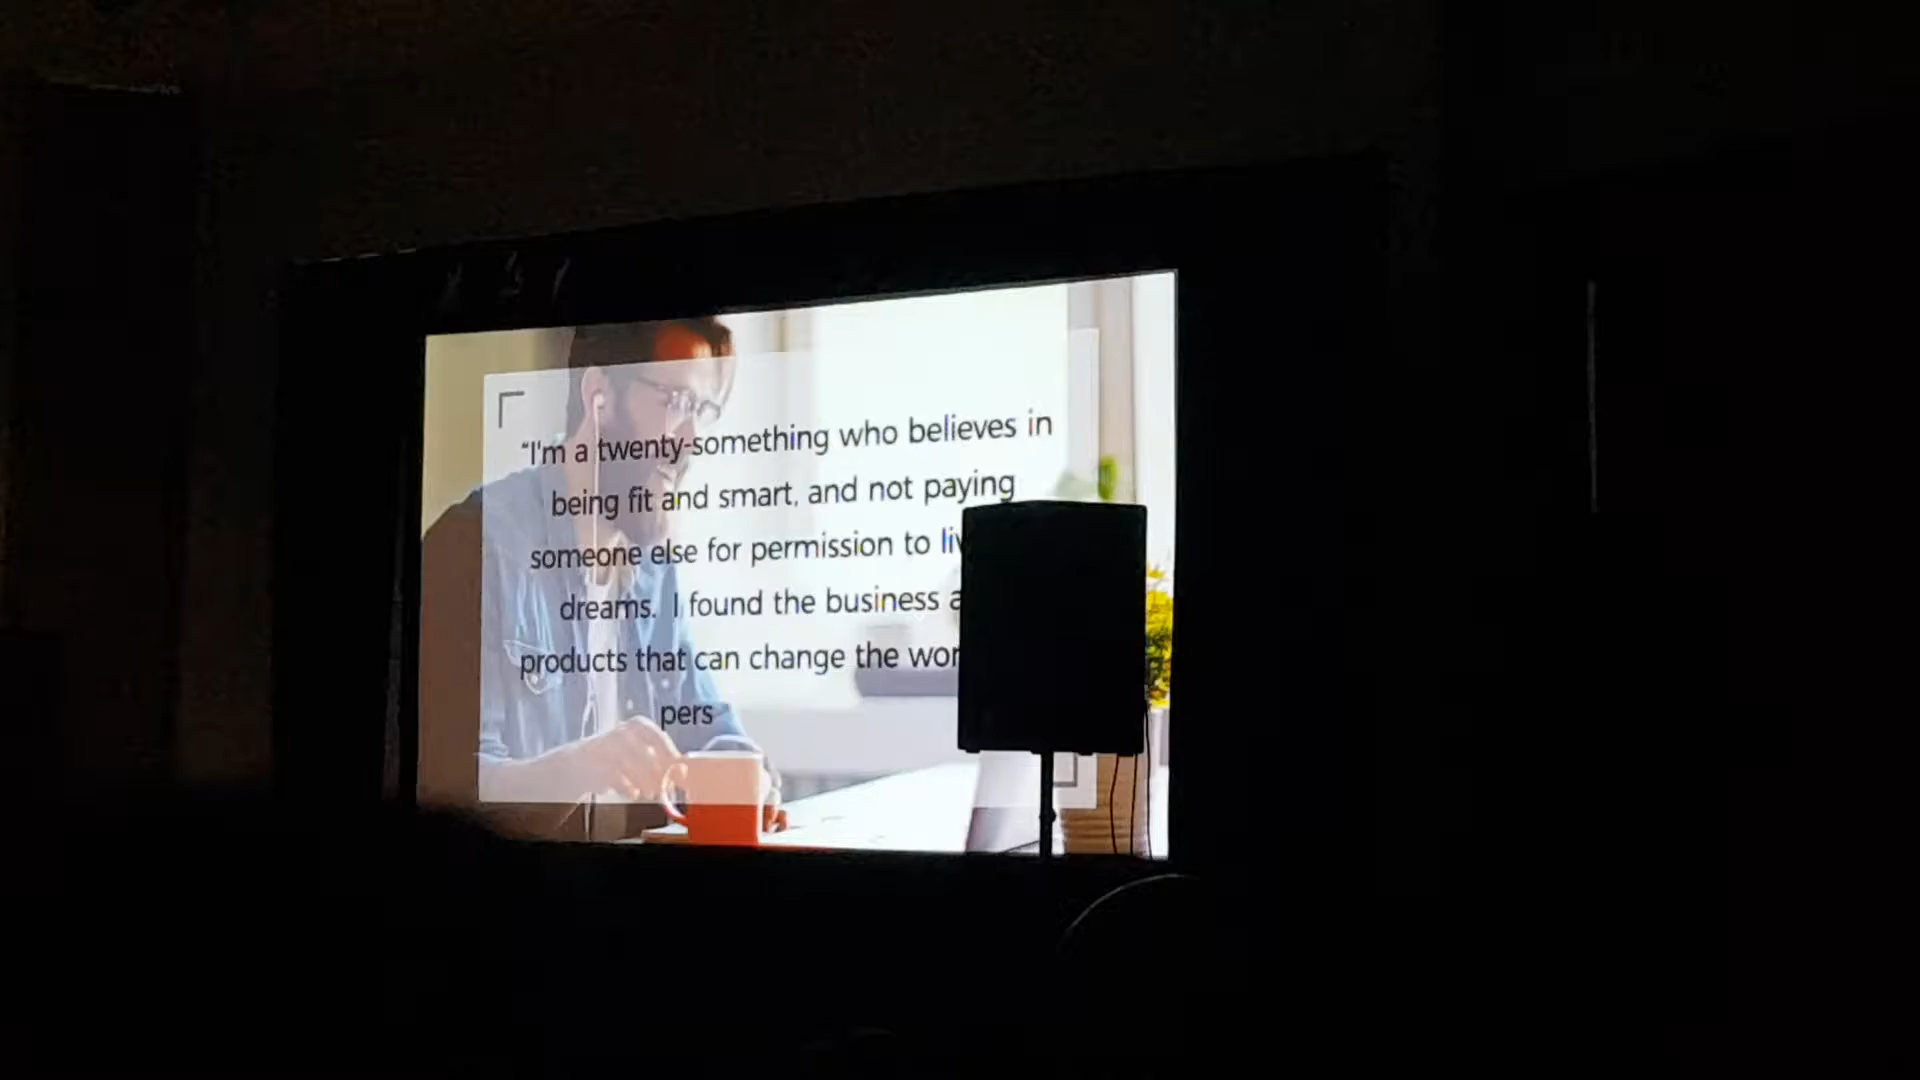 “I'm a twenty-something who believes in
being fit and smart, and not paying
someone else for permission to
dreams. I found the business
products that can change the
pers